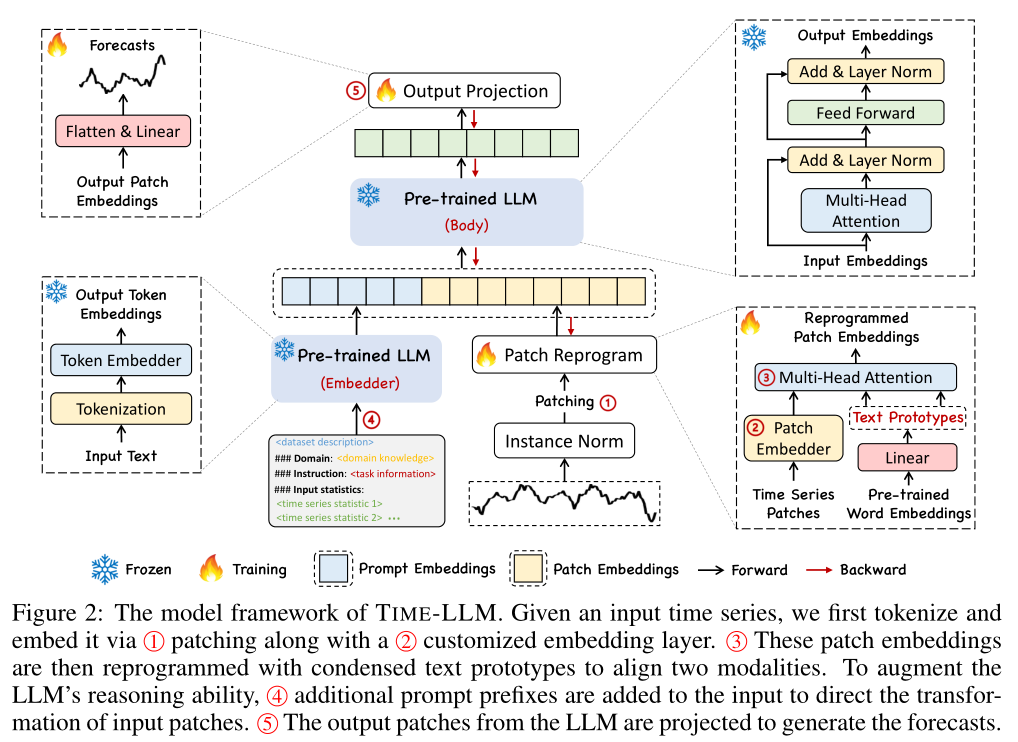 Forecasts
Flatten & Linear
Output Patch
Embeddings
⑤ Output Projection
Pre-trained LLM
(Body)
Output Embeddings
Add & Layer Norm
Feed Forward
Add & Layer Norm
Multi-Head
Attention
Input Embeddings
Output Token
Embeddings
Token Embedder
Tokenization
Input Text
Pre-trained LLM
(Embedder)
④
<dataset description>
### Domain: <domain knowledge>
### Instruction: <task information>
### Input statistics:
<time series statistic 1>
<time series statistic 2> •••
Patch Reprogram
Patching ①
Instance Norm
Reprogrammed
Patch Embeddings
③ Multi-Head Attention
② Patch
Embedder
Text Prototypes
Linear
Time Series
Patches
Pre-trained
Word Embeddings
Frozen
Training
Prompt Embeddings
Patch Embeddings
Forward
Backward
Figure 2: The model framework of TIME-LLM. Given an input time series, we first tokenize and
embed it via ① patching along with a ② customized embedding layer. ③ These patch embeddings
are then reprogrammed with condensed text prototypes to align two modalities. To augment the
LLM's reasoning ability, ④ additional prompt prefixes are added to the input to direct the transfor-
mation of input patches. ⑤ The output patches from the LLM are projected to generate the forecasts.